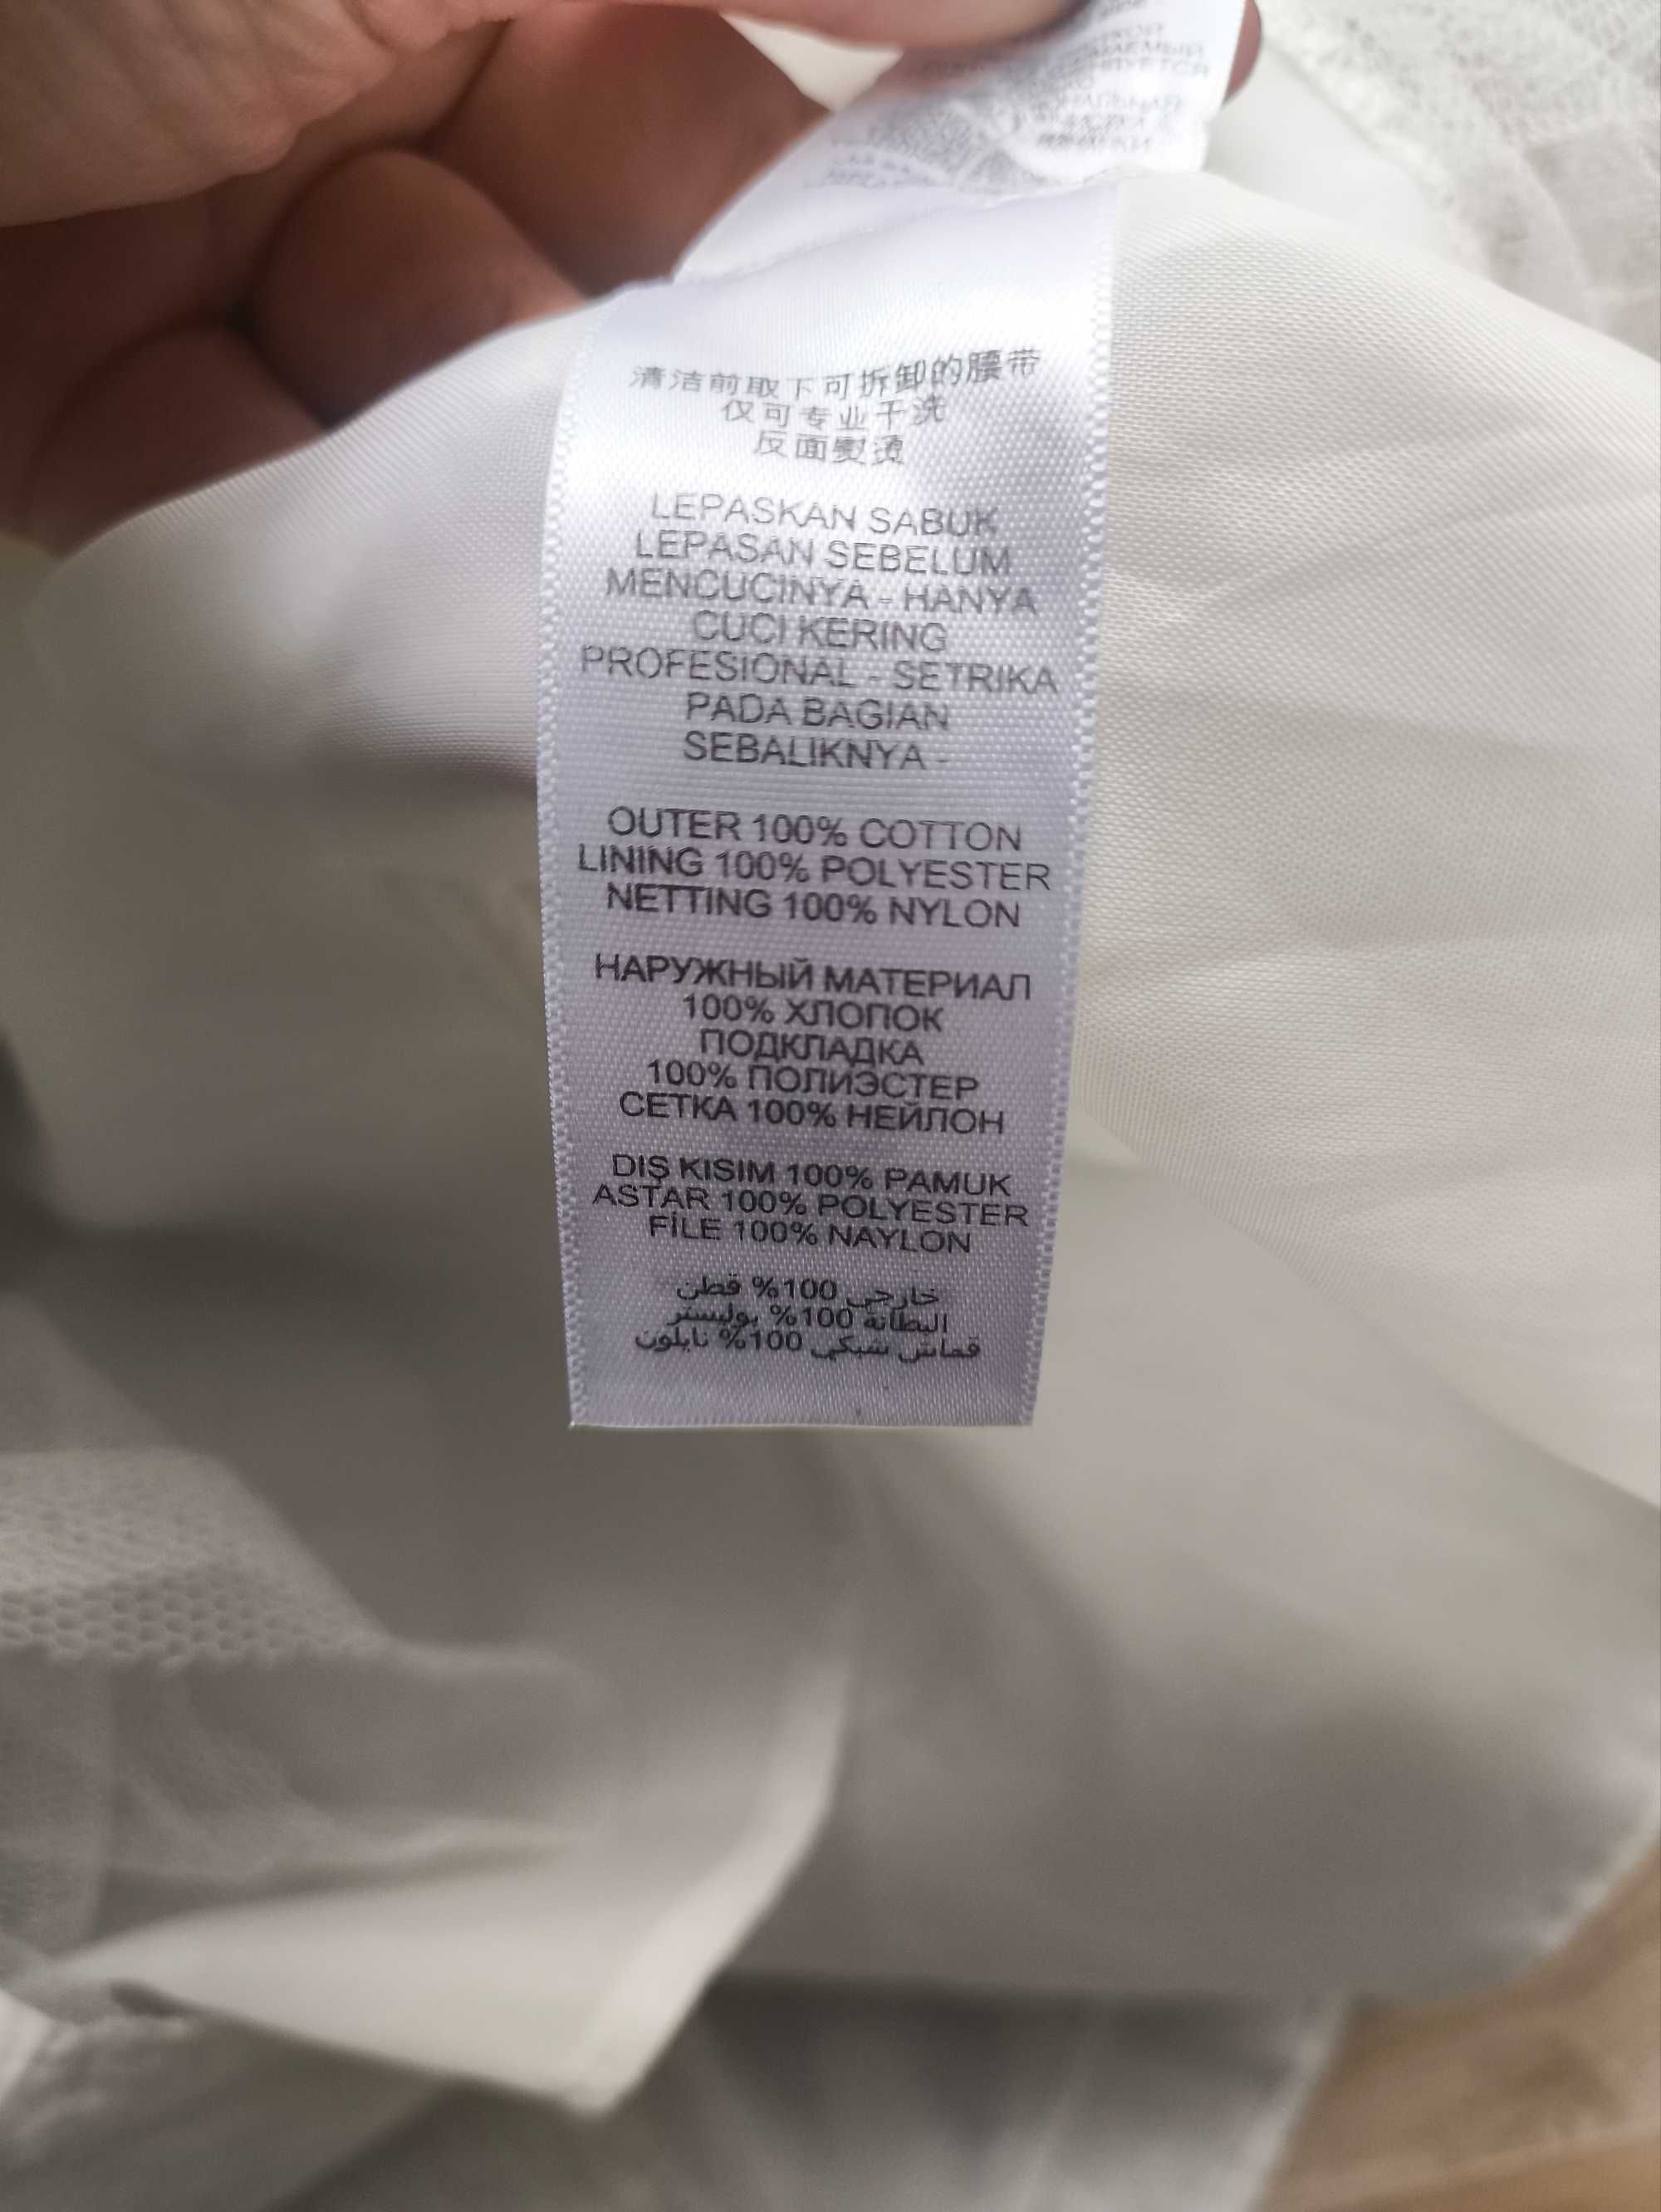 清洁前取下可拆卸的腰带
仅可专业干洗
反面熨烫
LEPASKAN SABUK
LEPASAN SEBELUM
MENCUCINYA - HANYA
CUCI KERING
PROFESIONAL - SETRIKA
PADA BAGIAN
SEBALIKNYA -
OUTER 100% COTTON
LINING 100% POLYESTER
NETTING 100% NYLON
НАРУЖНЫЙ МАТЕРИАЛ
100% ХЛОПОК
ПОДКЛАДКА
100% ПОЛИЭСТЕР
СЕТКА 100% НЕЙЛОН
DIŞ KISIM 100% PAMUK
ASTAR 100% POLYESTER
FİLE 100% NAYLON
خارجي 100% قطن
البطانة 100% بوليستر
قماش شبكي 100% نايلون